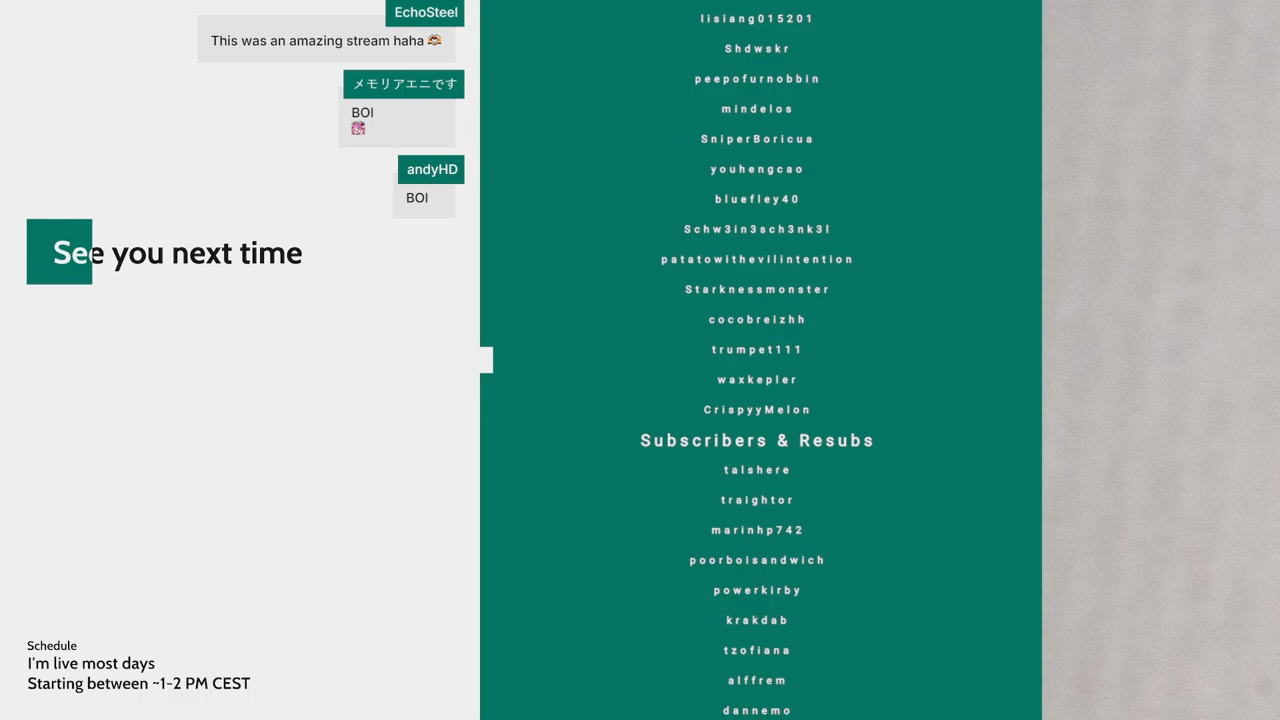 EchoSteel
This was an amazing stream haha
メモリアエニです
BOI
andyHD
BOI
See you next time
Schedule
I'm live most days
Starting between ~1-2 PM CEST
lisiang015201
Shdwskr
peepofurnobbin
mindelos
SniperBoricua
youhengcao
bluefley40
Schw3in3sch3nk3l
patatowithevilintention
Starknessmonster
cocobreizhh
trumpet111
waxkepler
CrispyyMelon
Subscribers & Resubs
talshere
traightor
marinhp742
poorboisandwich
powerkirby
krakdab
tzofiana
alffrem
dannemo